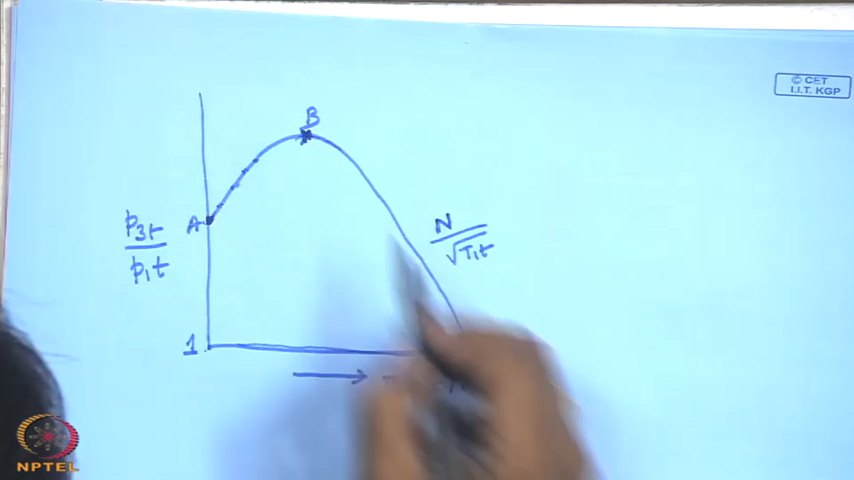 © CET
I.I.T. KGP
B
A
p3t
p1t
N
√T1t
1
NPTEL